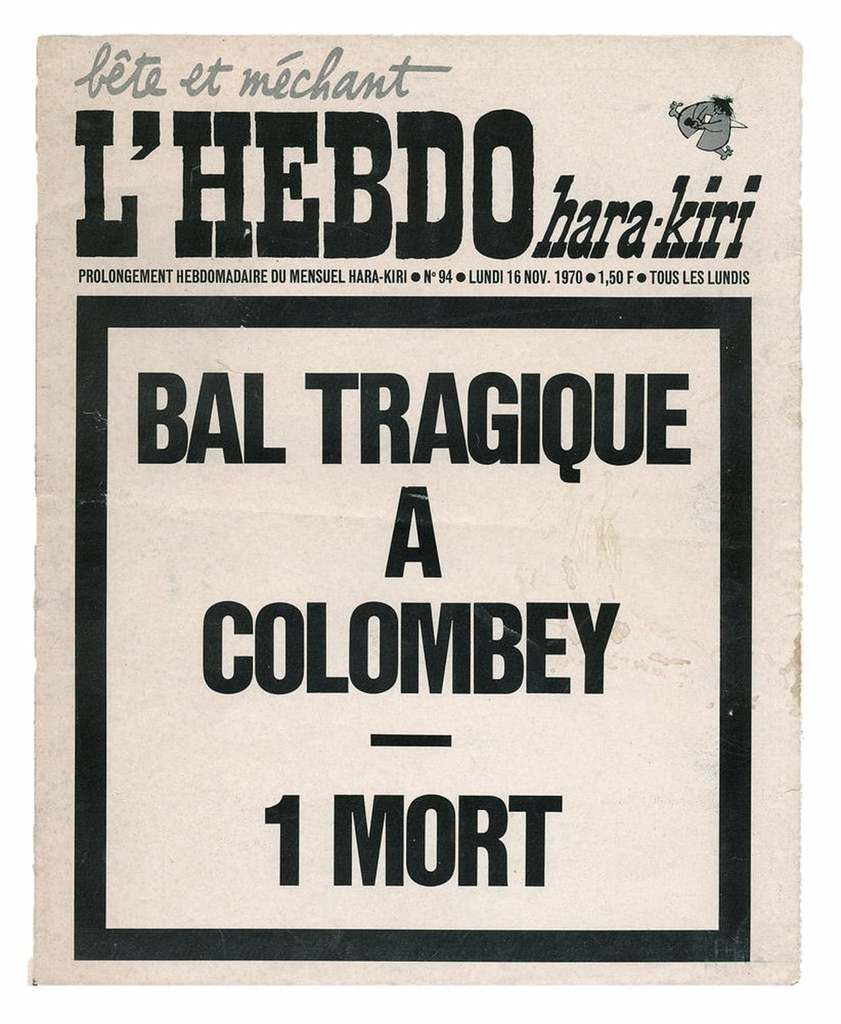 bête et méchant
L'HEBDO hara-kiri
PROLONGEMENT HEBDOMADAIRE DU MENSUEL HARA-KIRI ● N° 94 ● LUNDI 16 NOV. 1970 ● 1,50 F ● TOUS LES LUNDIS
BAL TRAGIQUE
A
COLOMBEY
—
1 MORT